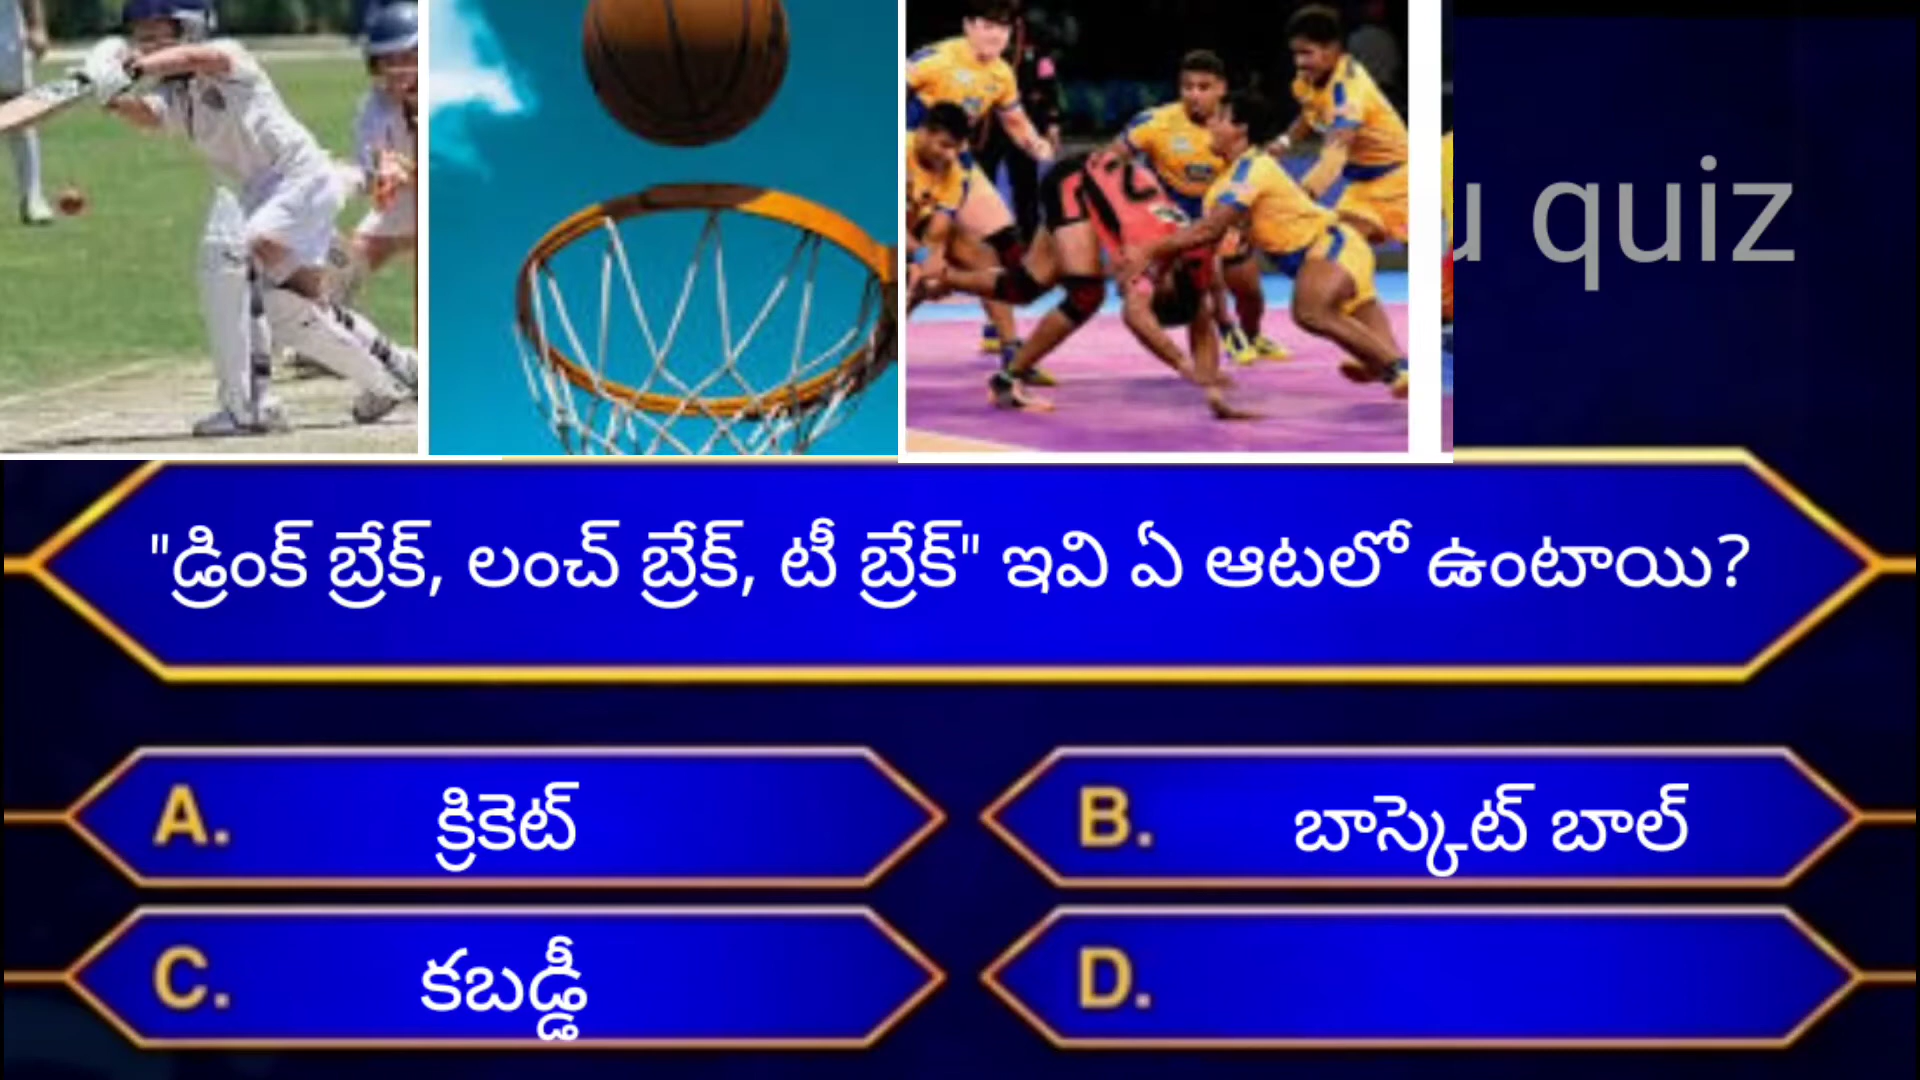 u quiz
"డ్రింక్ బ్రేక్, లంచ్ బ్రేక్, టీ బ్రేక్" ఇవి ఏ ఆటలో ఉంటాయి?
A. క్రికెట్
B. బాస్కెట్ బాల్
C. కబడ్డీ
D.